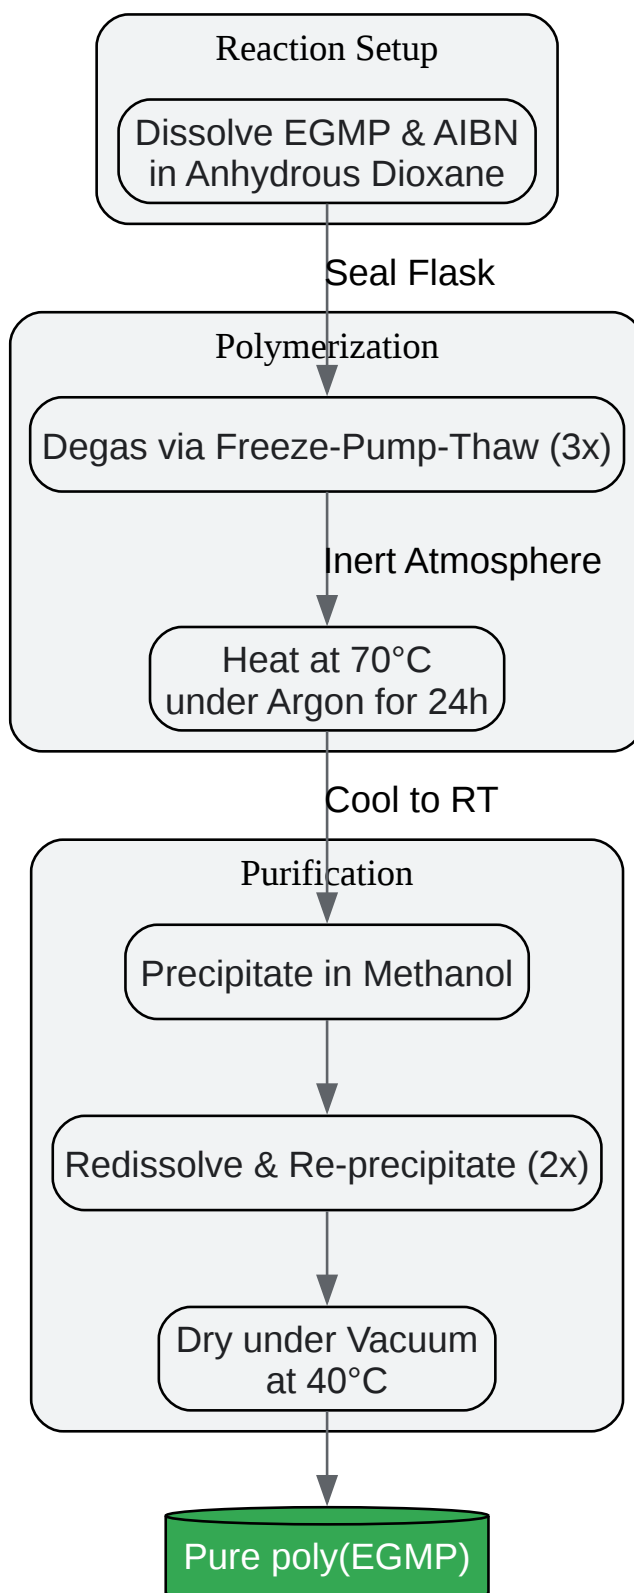 Reaction Setup
Dissolve EGMP & AIBN
in Anhydrous Dioxane
Seal Flask
Polymerization
Degas via Freeze-Pump-Thaw (3x)
Inert Atmosphere
Heat at 70°C
under Argon for 24h
Cool to RT
Purification
Precipitate in Methanol
Redissolve & Re-precipitate (2x)
Dry under Vacuum
at 40°C
Pure poly(EGMP)